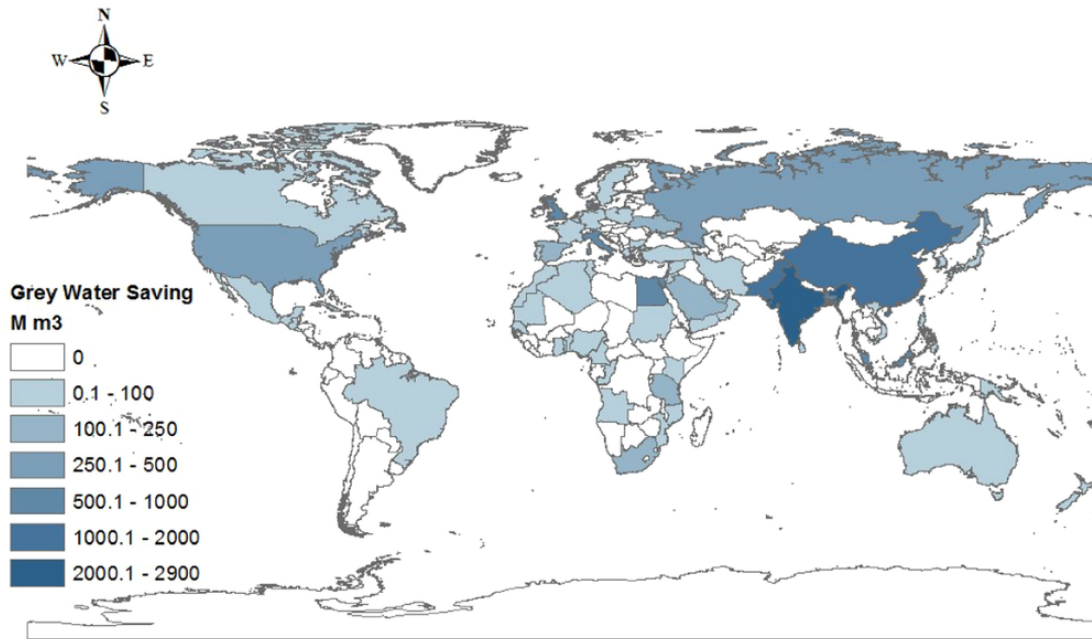 N
W E
S
Grey Water Saving
M m3
0
0.1 - 100
100.1 - 250
250.1 - 500
500.1 - 1000
1000.1 - 2000
2000.1 - 2900